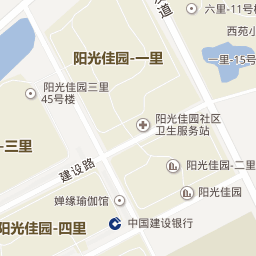 六里-11号楼
道
西苑小
阳光佳园-一里
一里-15号
阳光佳园三里
45号楼
阳光佳园社区
卫生服务站
-三里
建设路
阳光佳园-二里
阳光佳园
婵缘瑜伽馆
阳光佳园-四里
中国建设银行